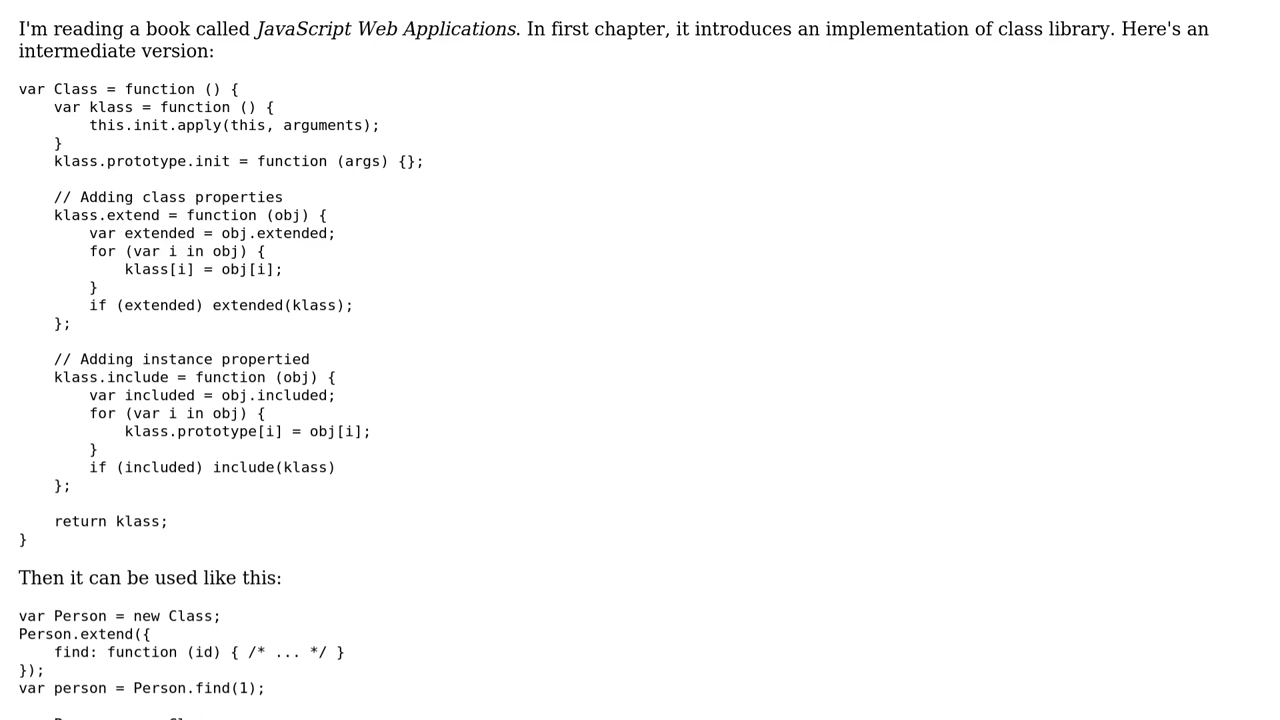 I'm reading a book called JavaScript Web Applications. In first chapter, it introduces an implementation of class library. Here's an
intermediate version:
var Class = function () {
    var klass = function () {
        this.init.apply(this, arguments);
    }
    klass.prototype.init = function (args) {};

    // Adding class properties
    klass.extend = function (obj) {
        var extended = obj.extended;
        for (var i in obj) {
            klass[i] = obj[i];
        }
        if (extended) extended(klass);
    };

    // Adding instance propertied
    klass.include = function (obj) {
        var included = obj.included;
        for (var i in obj) {
            klass.prototype[i] = obj[i];
        }
        if (included) include(klass)
    };

    return klass;
}
Then it can be used like this:
var Person = new Class;
Person.extend({
    find: function (id) { /* ... */ }
});
var person = Person.find(1);